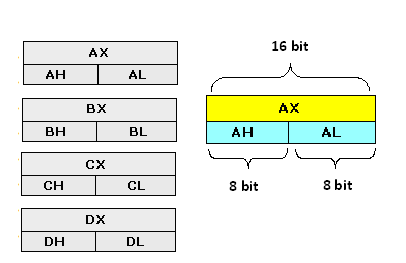 AX
AH AL
BX
BH BL
CX
CH CL
DX
DH DL
16 bit
AX
AH AL
8 bit 8 bit